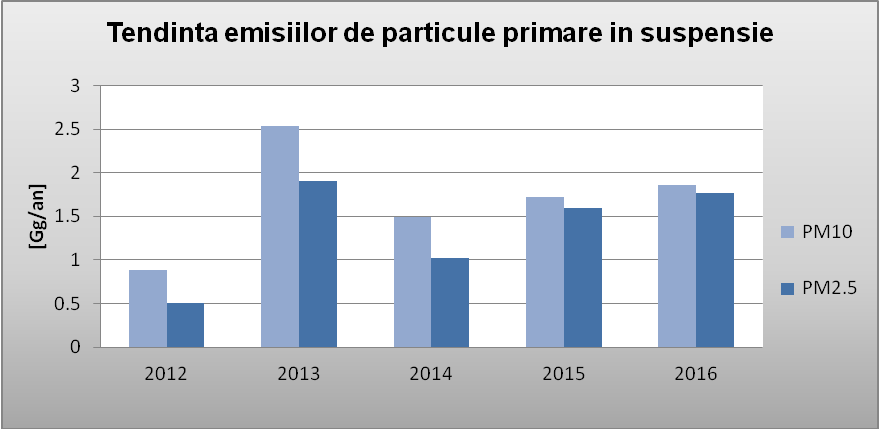 Tendinta emisiilor de particule primare in suspensie
3
2.5
2
1.5
1
0.5
0
[Gg/an]
2012 2013 2014 2015 2016
PM10
PM2.5